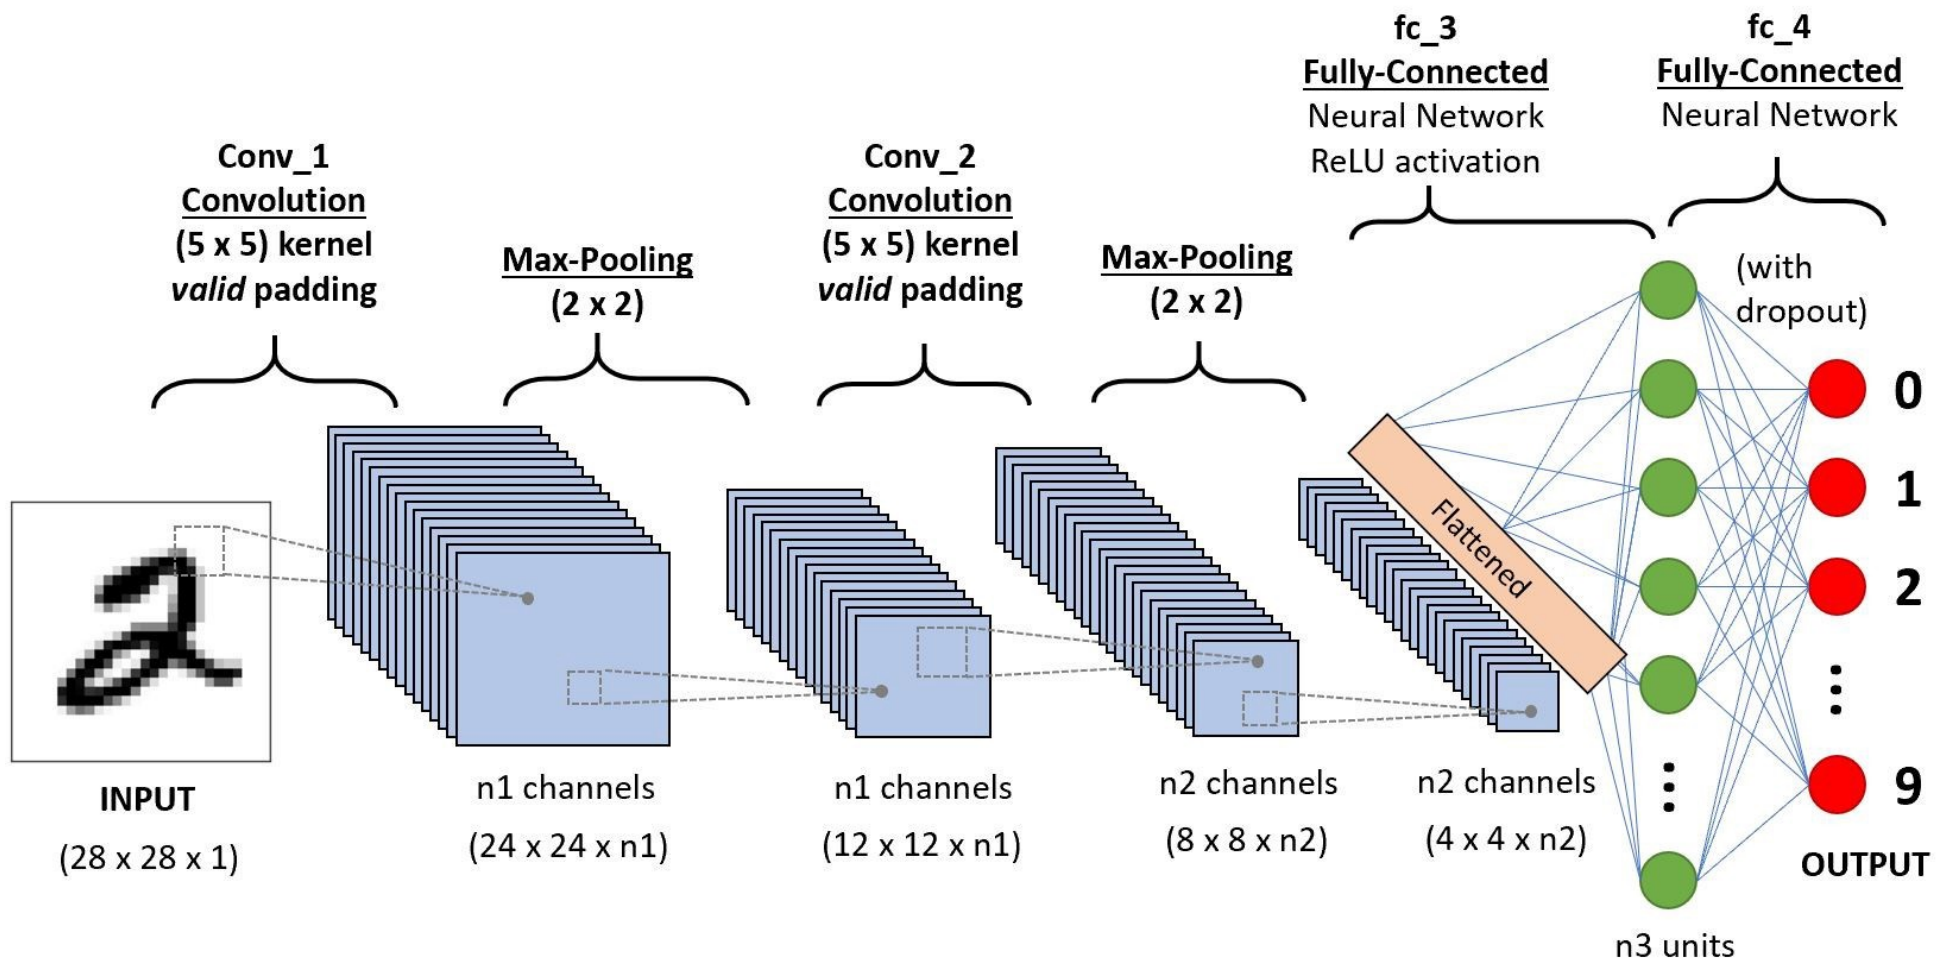 Conv_1
Convolution
(5 x 5) kernel
valid padding
Max-Pooling
(2 x 2)
Conv_2
Convolution
(5 x 5) kernel
valid padding
Max-Pooling
(2 x 2)
fc_3
Fully-Connected
Neural Network
ReLU activation
fc_4
Fully-Connected
Neural Network
(with
dropout)
Flattened
0
1
2
9
INPUT
(28 x 28 x 1)
n1 channels
(24 x 24 x n1)
n1 channels
(12 x 12 x n1)
n2 channels
(8 x 8 x n2)
n2 channels
(4 x 4 x n2)
OUTPUT
n3 units